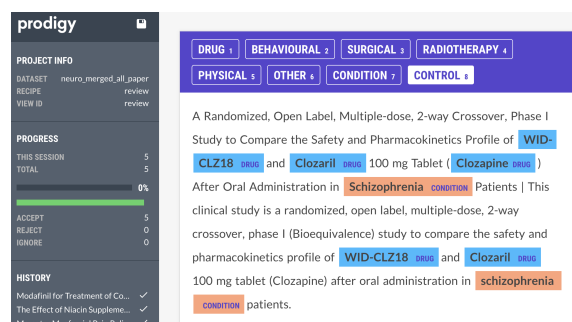 prodigy
PROJECT INFO
DATASET neuro_merged_all_paper
RECIPE review
VIEW ID review
PROGRESS
THIS SESSION 5
TOTAL 5
0%
ACCEPT 5
REJECT 0
IGNORE 0
HISTORY
Modafinil for Treatment of Co...
The Effect of Niacin Suppleme...
DRUG 1 BEHAVIOURAL 2 SURGICAL 3 RADIOTHERAPY 4
PHYSICAL 5 OTHER 6 CONDITION 7 CONTROL 8
A Randomized, Open Label, Multiple-dose, 2-way Crossover, Phase I
Study to Compare the Safety and Pharmacokinetics Profile of WID-
CLZ18 DRUG and Clozaril DRUG 100 mg Tablet ( Clozapine DRUG )
After Oral Administration in Schizophrenia CONDITION Patients | This
clinical study is a randomized, open label, multiple-dose, 2-way
crossover, phase I (Bioequivalence) study to compare the safety and
pharmacokinetics profile of WID-CLZ18 DRUG and Clozaril DRUG
100 mg tablet (Clozapine) after oral administration in schizophrenia
CONDITION patients.